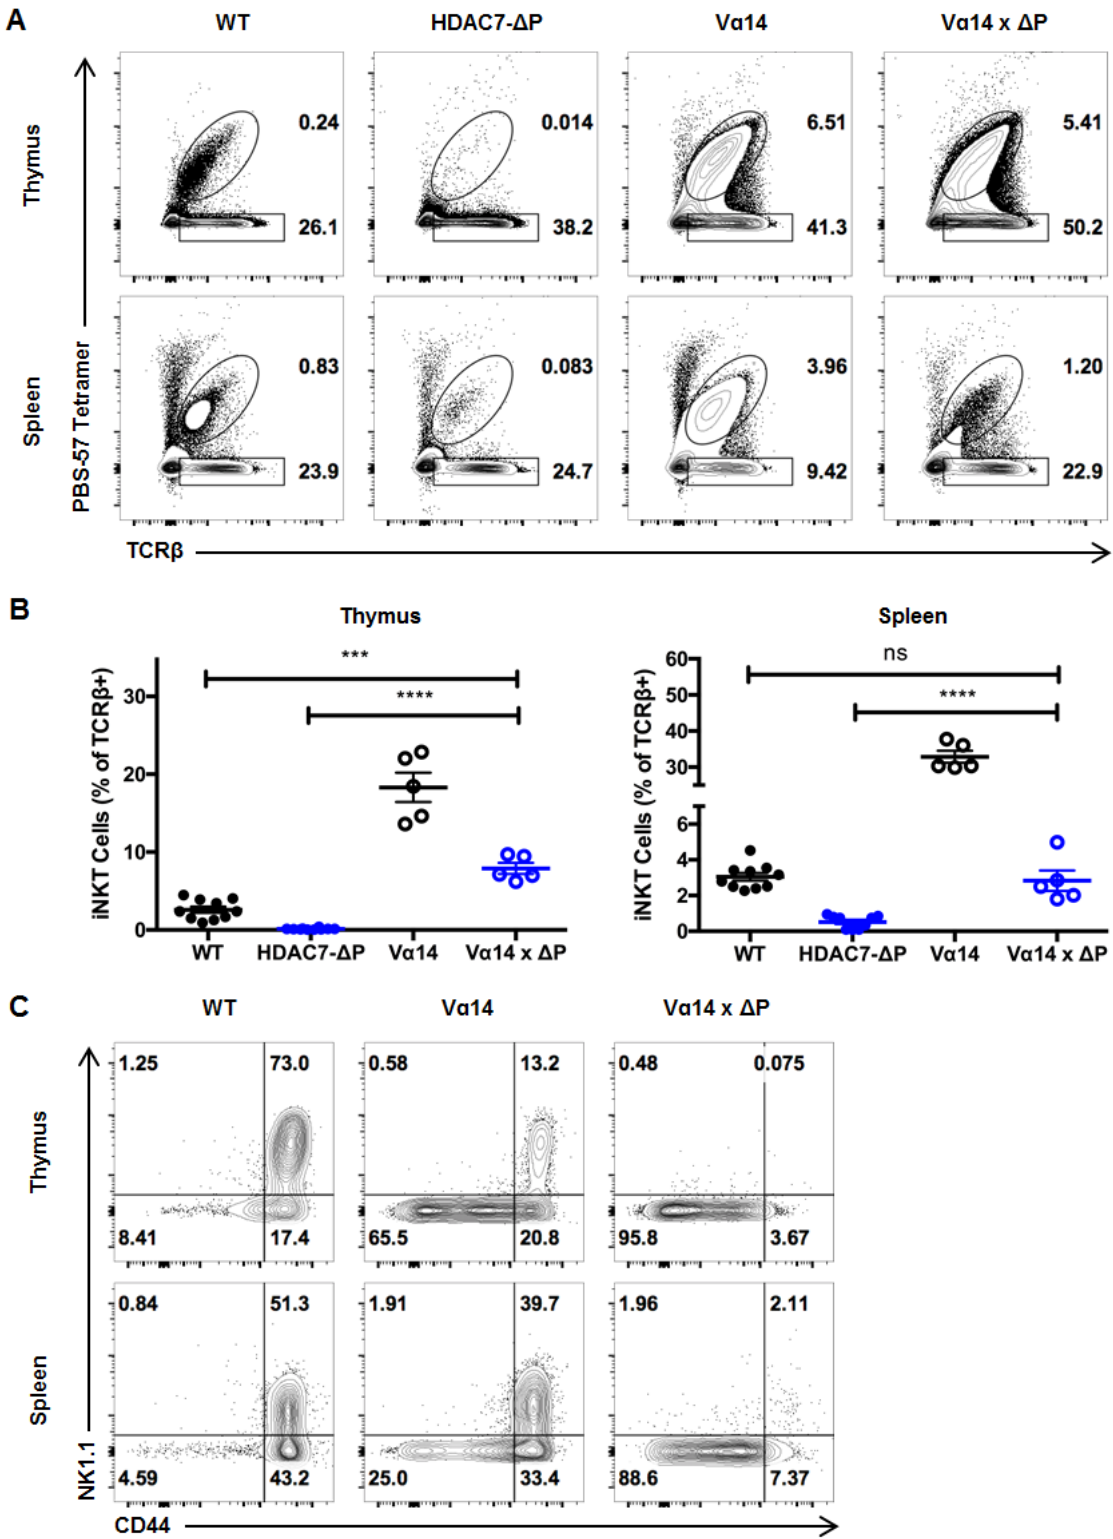 A
WT HDAC7-ΔP Vα14 Vα14 x ΔP
Thymus
0.24 0.014 6.51 5.41
26.1 38.2 41.3 50.2
Spleen
0.83 0.083 3.96 1.20
23.9 24.7 9.42 22.9
PBS-57 Tetramer
TCRβ
B
Thymus
***
****
iNKT Cells (% of TCRβ+)
30
20
10
0
WT HDAC7-ΔP Vα14 Vα14 x ΔP
Spleen
ns
****
iNKT Cells (% of TCRβ+)
60
50
40
30
6
4
2
0
WT HDAC7-ΔP Vα14 Vα14 x ΔP
C
WT Vα14 Vα14 x ΔP
Thymus
1.25 73.0 0.58 13.2 0.48 0.075
8.41 17.4 65.5 20.8 95.8 3.67
Spleen
0.84 51.3 1.91 39.7 1.96 2.11
4.59 43.2 25.0 33.4 88.6 7.37
NK1.1
CD44